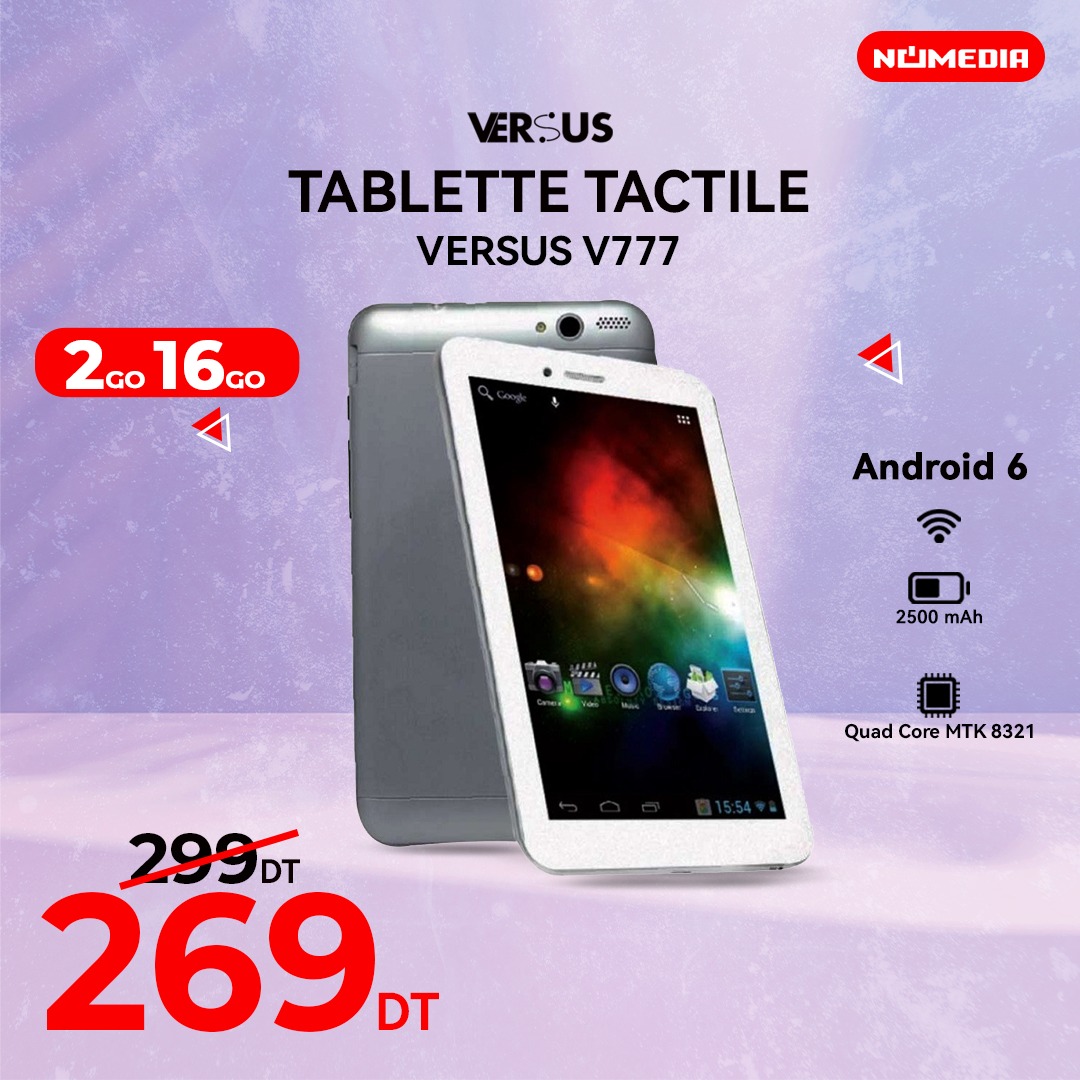 NUMEDIA
VERSUS
TABLETTE TACTILE
VERSUS V777
2GO 16GO
Google
Android 6
2500 mAh
Quad Core MTK 8321
Camera Video Music Browser Explorer Settings
15:54
299DT
269DT